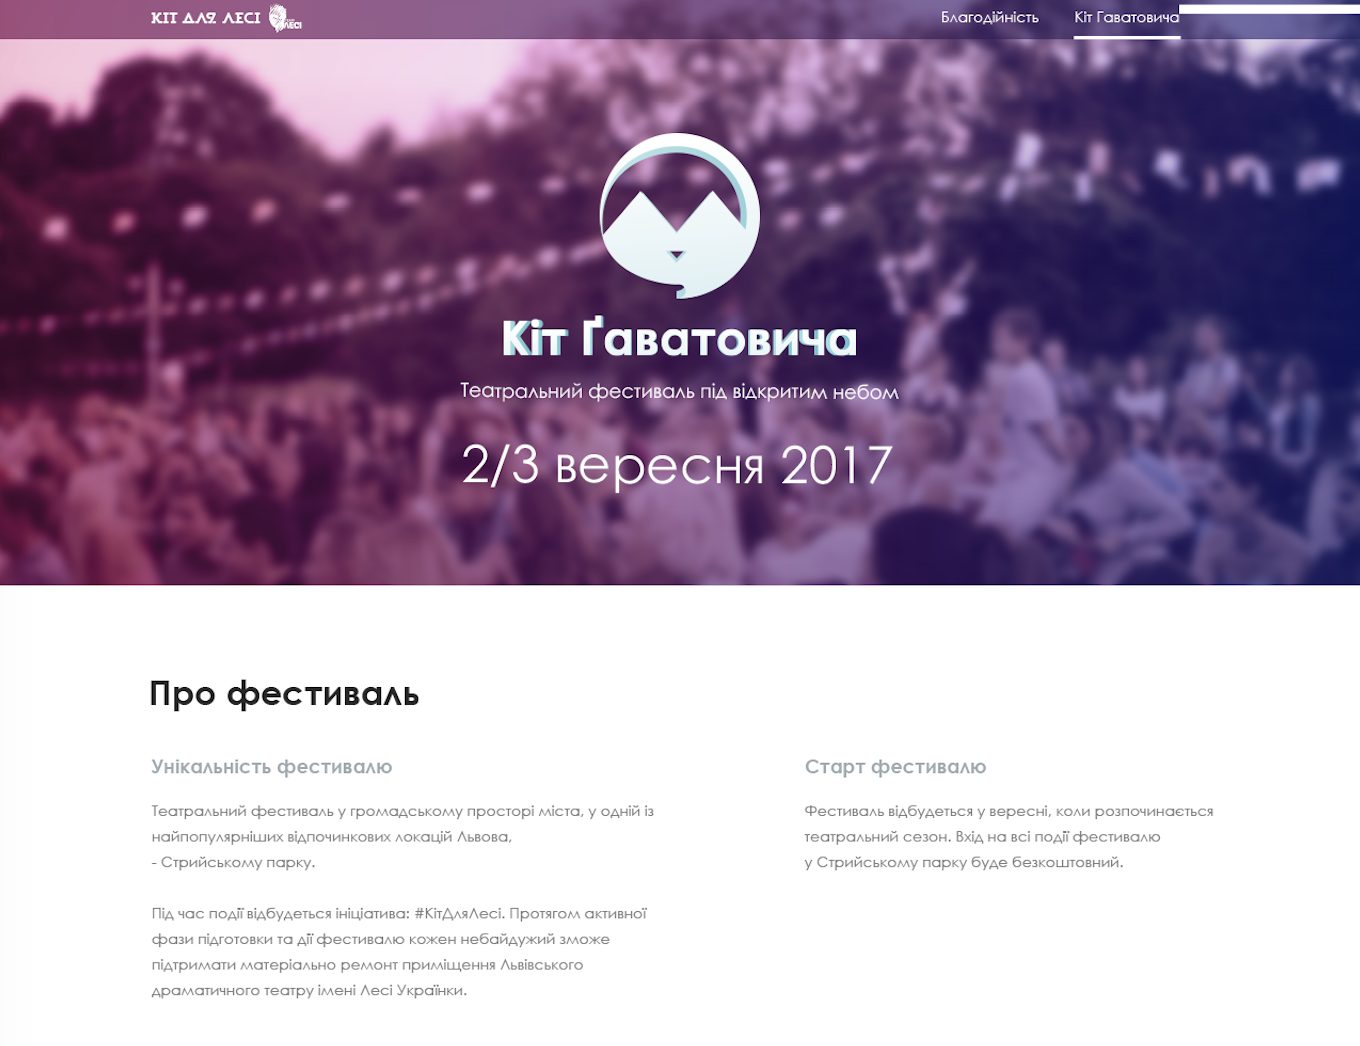 КІТ ДЛЯ ЛЕСІ
ЛЕСІ
Благодійність
Кіт Ґаватовича
Кіт Ґаватовича
Театральний фестиваль під відкритим небом
2/3 вересня 2017
Про фестиваль
Унікальність фестивалю
Театральний фестиваль у громадському просторі міста, у одній із
найпопулярніших відпочинкових локацій Львова,
- Стрийському парку.
Під час події відбудеться ініціатива: #КітДляЛесі. Протягом активної
фази підготовки та дії фестивалю кожен небайдужий зможе
підтримати матеріально ремонт приміщення Львівського
драматичного театру імені Лесі Українки.
Старт фестивалю
Фестиваль відбудеться у вересні, коли розпочинається
театральний сезон. Вхід на всі події фестивалю
у Стрийському парку буде безкоштовний.